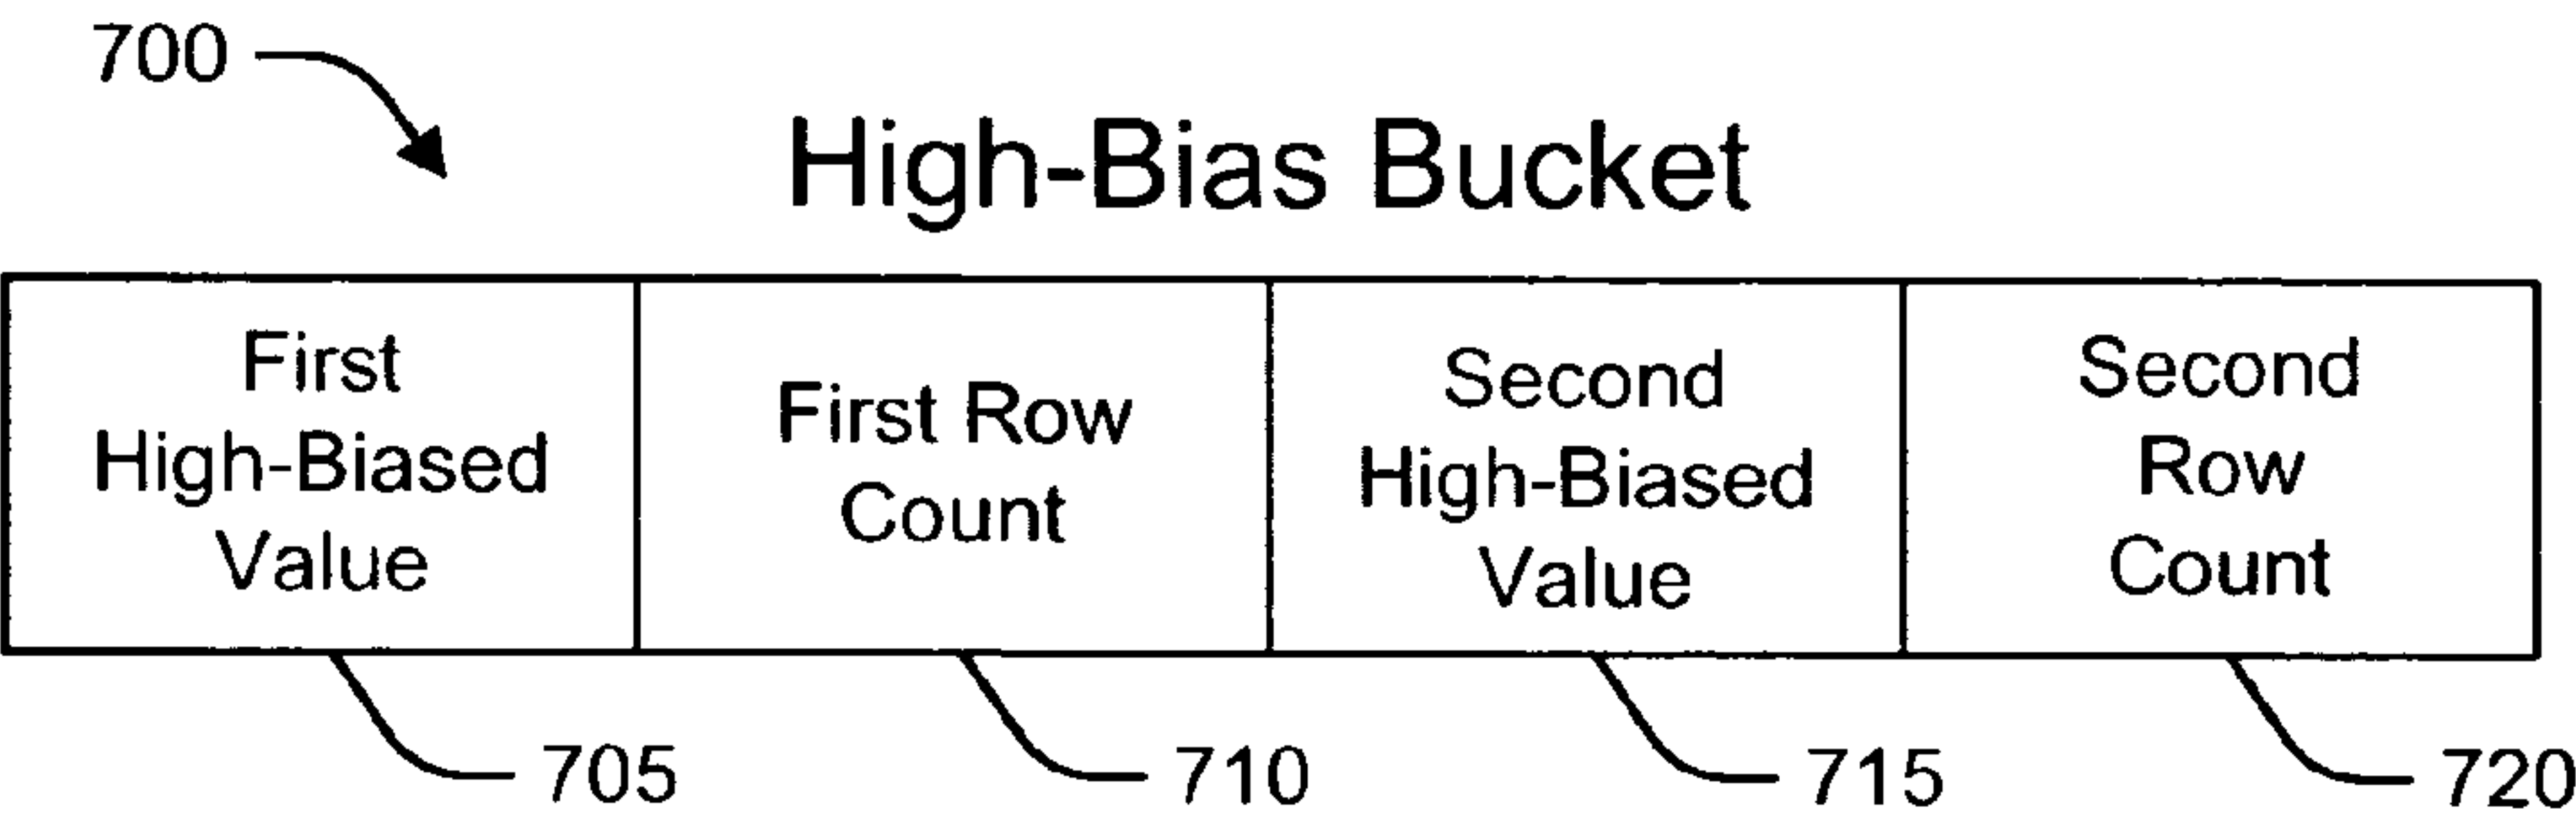 700
High-Bias Bucket
First
High-Biased
Value
First Row
Count
Second
High-Biased
Value
Second
Row
Count
705
710
715
720